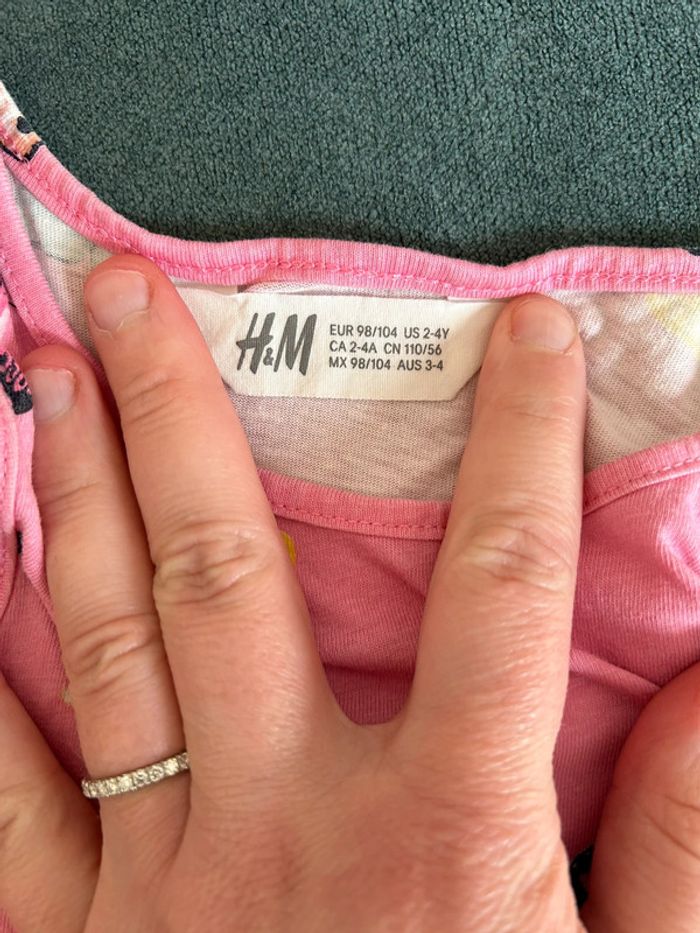 H&M
EUR 98/104 US 2-4Y
CA 2-4A CN 110/56
MX 98/104 AUS 3-4